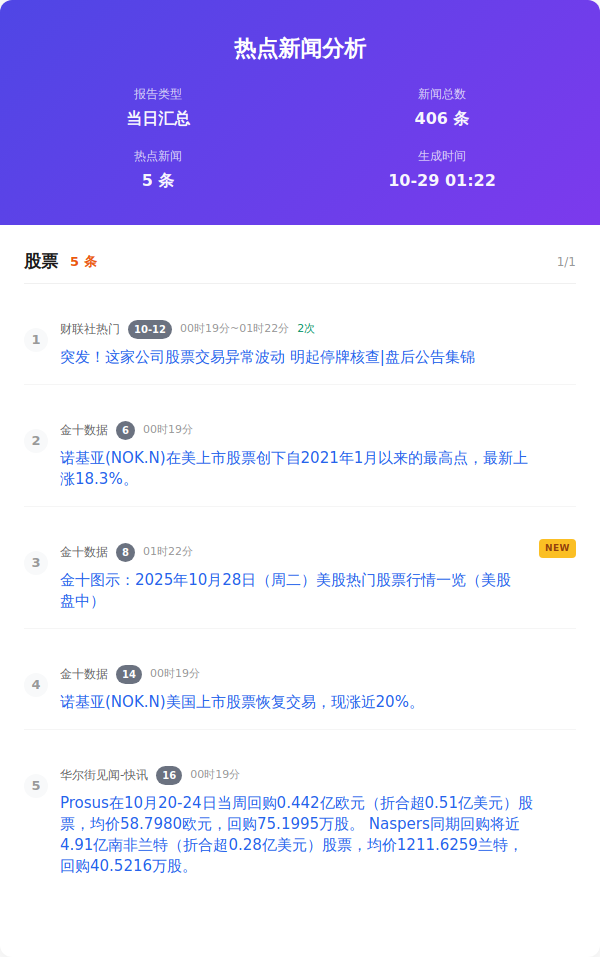 热点新闻分析
报告类型
当日汇总
新闻总数
406 条
热点新闻
5 条
生成时间
10-29 01:22
股票 5 条 1/1
1
财联社热门 10-12 00时19分~01时22分 2次
突发！这家公司股票交易异常波动 明起停牌核查|盘后公告集锦
2
金十数据 6 00时19分
诺基亚(NOK.N)在美上市股票创下自2021年1月以来的最高点，最新上
涨18.3%。
3
金十数据 8 01时22分
NEW
金十图示：2025年10月28日（周二）美股热门股票行情一览（美股
盘中）
4
金十数据 14 00时19分
诺基亚(NOK.N)美国上市股票恢复交易，现涨近20%。
5
华尔街见闻-快讯 16 00时19分
Prosus在10月20-24日当周回购0.442亿欧元（折合超0.51亿美元）股
票，均价58.7980欧元，回购75.1995万股。 Naspers同期回购将近
4.91亿南非兰特（折合超0.28亿美元）股票，均价1211.6259兰特，
回购40.5216万股。